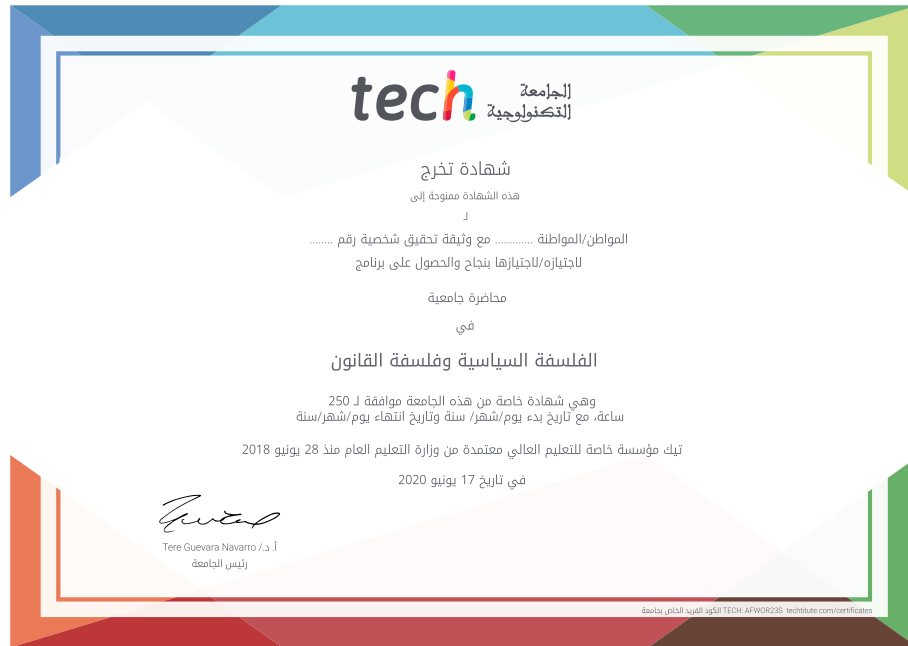 tech الجامعة
التكنولوجية
شهادة تخرج
هذه الشهادة ممنوحة إلى
لـ
المواطن/المواطنة ............. مع وثيقة تحقيق شخصية رقم ........
لاجتيازه/لاجتيازها بنجاح والحصول على برنامج
محاضرة جامعية
في
الفلسفة السياسية وفلسفة القانون
وهي شهادة خاصة من هذه الجامعة موافقة لـ 250
ساعة، مع تاريخ بدء يوم/شهر/ سنة وتاريخ انتهاء يوم/شهر/سنة
تيك مؤسسة خاصة للتعليم العالي معتمدة من وزارة التعليم العام منذ 28 يونيو 2018
في تاريخ 17 يونيو 2020
أ. د./ Tere Guevara Navarro
رئيس الجامعة
الكود الفريد الخاص بجامعة TECH: AFWOR23S techtitute.com/certificates